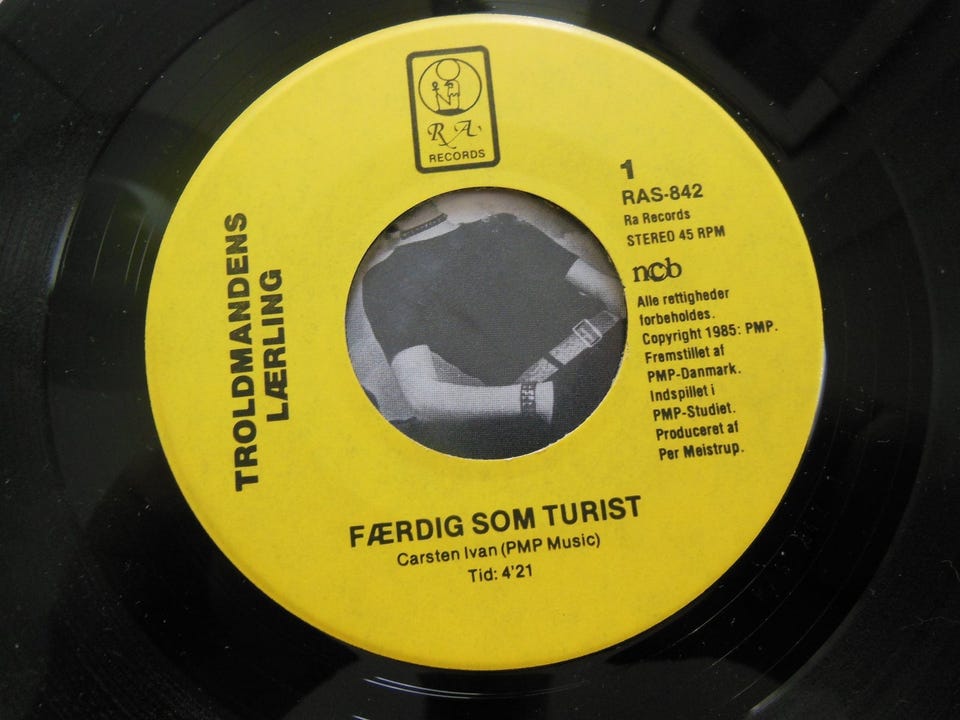 RA
RECORDS
TROLDMANDENS
LÆRLING
1
RAS-842
Ra Records
STEREO 45 RPM
ncb
Alle rettigheder
forbeholdes.
Copyright 1985: PMP.
Fremstillet af
PMP-Danmark.
Indspillet i
PMP-Studiet.
Produceret af
Per Meistrup.
FÆRDIG SOM TURIST
Carsten Ivan (PMP Music)
Tid: 4'21